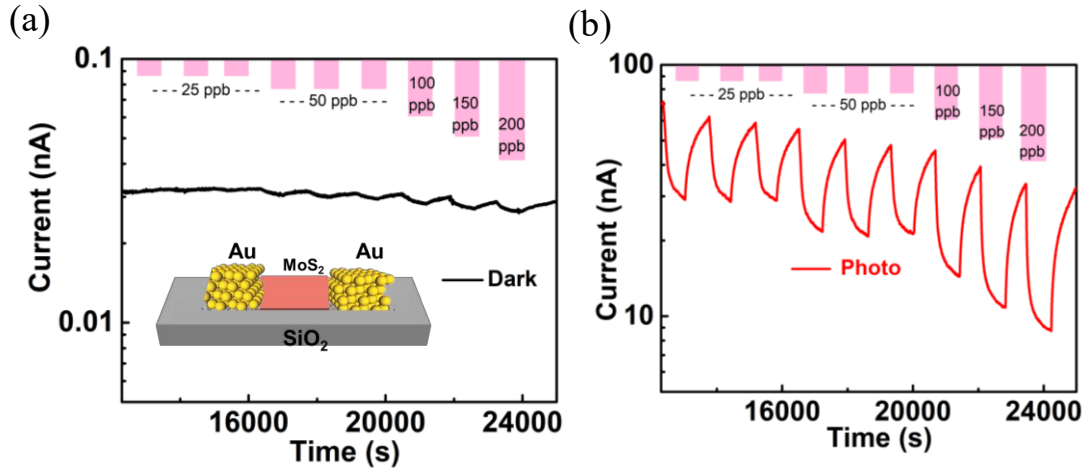 (a)
0.1
0.01
Current (nA)
25 ppb
50 ppb
100
ppb
150
ppb
200
ppb
Au
MoS2
Au
SiO2
Dark
16000
20000
24000
Time (s)
(b)
100
10
Current (nA)
25 ppb
50 ppb
100
ppb
150
ppb
200
ppb
Photo
16000
20000
24000
Time (s)